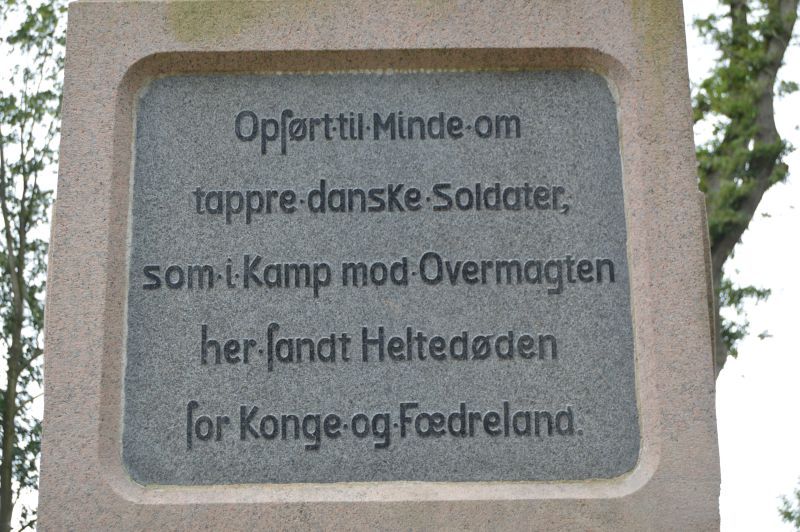 Opført·til·Minde·om
tappre·danske·Soldater,
som·i·Kamp mod·Overmagten
her·fandt Heltedøden
for Konge·og·Fædreland.